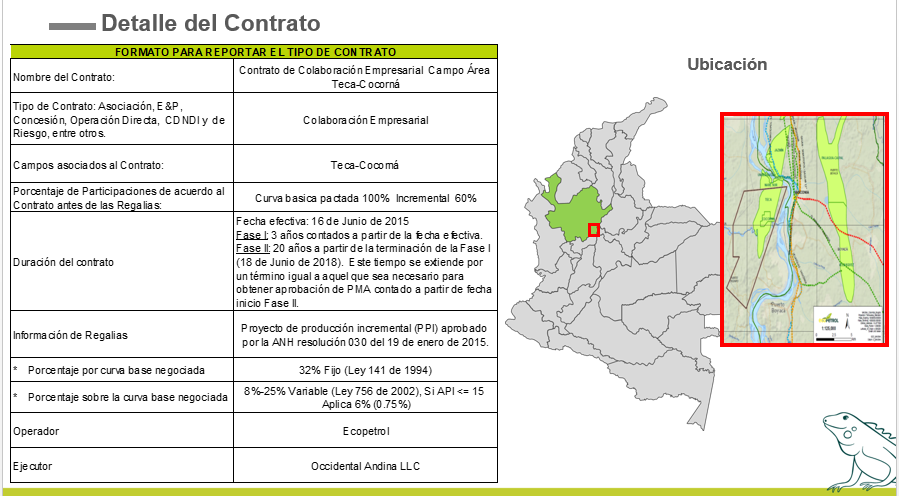 Detalle del Contrato
FORMATO PARA REPORTAR EL TIPO DE CONTRATO
Nombre del Contrato:
Contrato de Colaboración Empresarial Campo Área
Teca-Cocorná
Tipo de Contrato: Asociación, E&P,
Concesión, Operación Directa, CDNDI y de
Riesgo, entre otros.
Colaboración Empresarial
Campos asociados al Contrato:
Teca-Cocorná
Porcentaje de Participaciones de acuerdo al
Contrato antes de las Regalias:
Curva basica pactada 100% Incremental 60%
Duración del contrato
Fecha efectiva: 16 de Junio de 2015
Fase I: 3 años contados a partir de la fecha efectiva.
Fase II: 20 años a partir de la terminación de la Fase I
(18 de Junio de 2018). Este tiempo se extiende por
un término igual a aquel que sea necesario para
obtener aprobación de PMA contado a partir de fecha
inicio Fase II.
Información de Regalias
Proyecto de producción incremental (PPI) aprobado
por la ANH resolución 030 del 19 de enero de 2015.
* Porcentaje por curva base negociada
32% Fijo (Ley 141 de 1994)
* Porcentaje sobre la curva base negociada
8%-25% Variable (Ley 756 de 2002), Si API <= 15
Aplica 6% (0.75%)
Operador
Ecopetrol
Ejecutor
Occidental Andina LLC
Ubicación